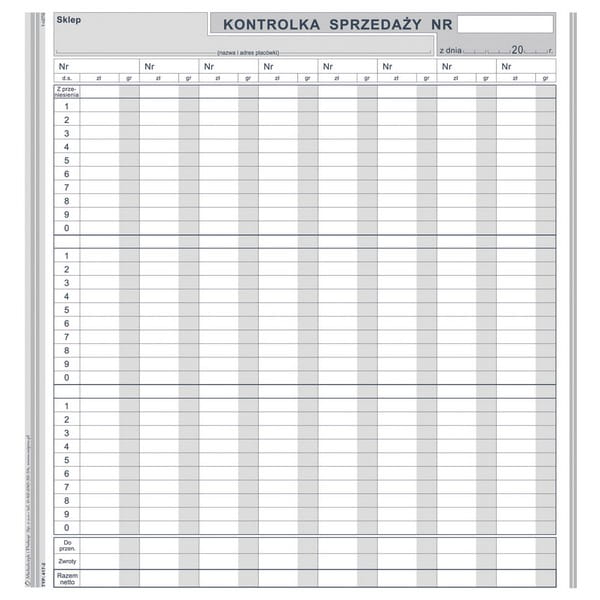 Sklep
KONTROLKA SPRZEDAŻY NR
(nazwa i adres placówki)
z dnia 20 r.
Nr Nr Nr Nr Nr Nr Nr Nr
d.s. zł gr zł gr zł gr zł gr zł gr zł gr zł gr zł gr
Z prze-
niesienia
1
2
3
4
5
6
7
8
9
0
1
2
3
4
5
6
7
8
9
0
1
2
3
4
5
6
7
8
9
0
Do
przen.
Zwroty
Razem
netto